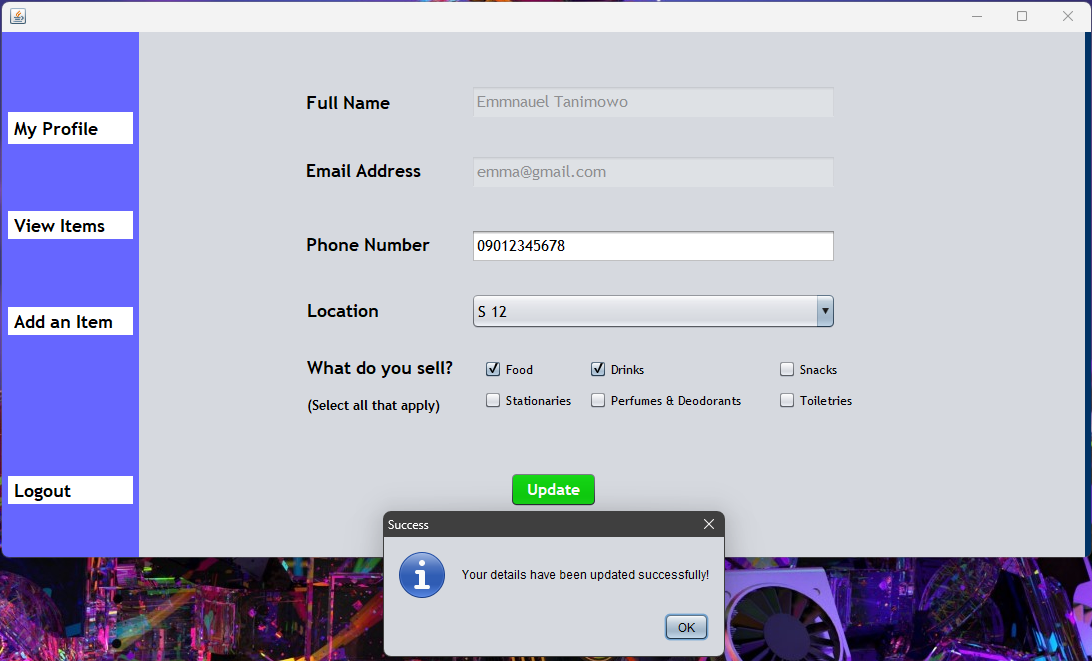 My Profile
View Items
Add an Item
Logout
Full Name
Emmnauel Tanimowo
Email Address
emma@gmail.com
Phone Number
09012345678
Location
S 12
What do you sell?
(Select all that apply)
Food
Drinks
Snacks
Stationaries
Perfumes & Deodorants
Toiletries
Update
Success
Your details have been updated successfully!
OK